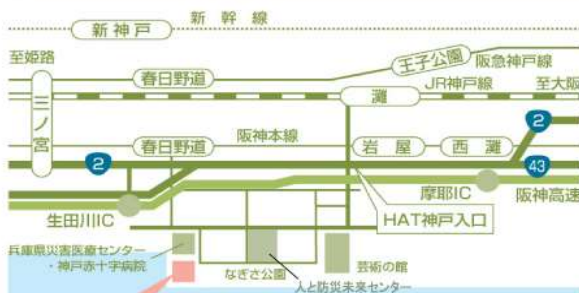 新幹線
新神戸
至姫路
王子公園
阪急神戸線
春日野道
JR神戸線
至大阪
三ノ宮
灘
2
阪神本線
春日野道
岩屋
西灘
2
43
摩耶IC
阪神高速
生田川IC
HAT神戸入口
兵庫県災害医療センター
・神戸赤十字病院
なぎさ公園
芸術の館
人と防災未来センター